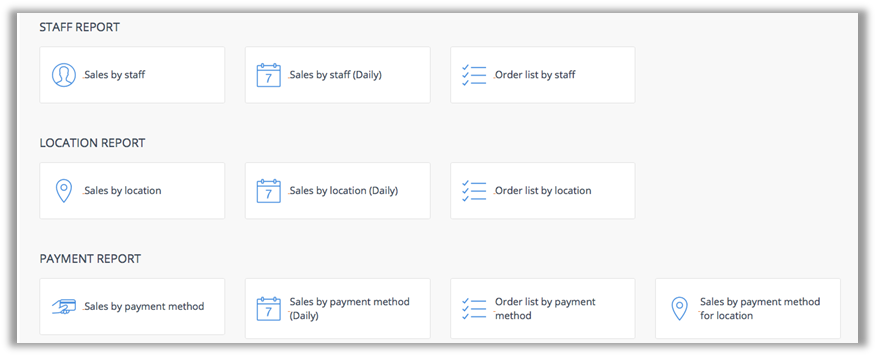 STAFF REPORT
Sales by staff
7
Sales by staff (Daily)
Order list by staff
LOCATION REPORT
Sales by location
7
Sales by location (Daily)
Order list by location
PAYMENT REPORT
Sales by payment method
7
Sales by payment method
(Daily)
Order list by payment
method
Sales by payment method
for location